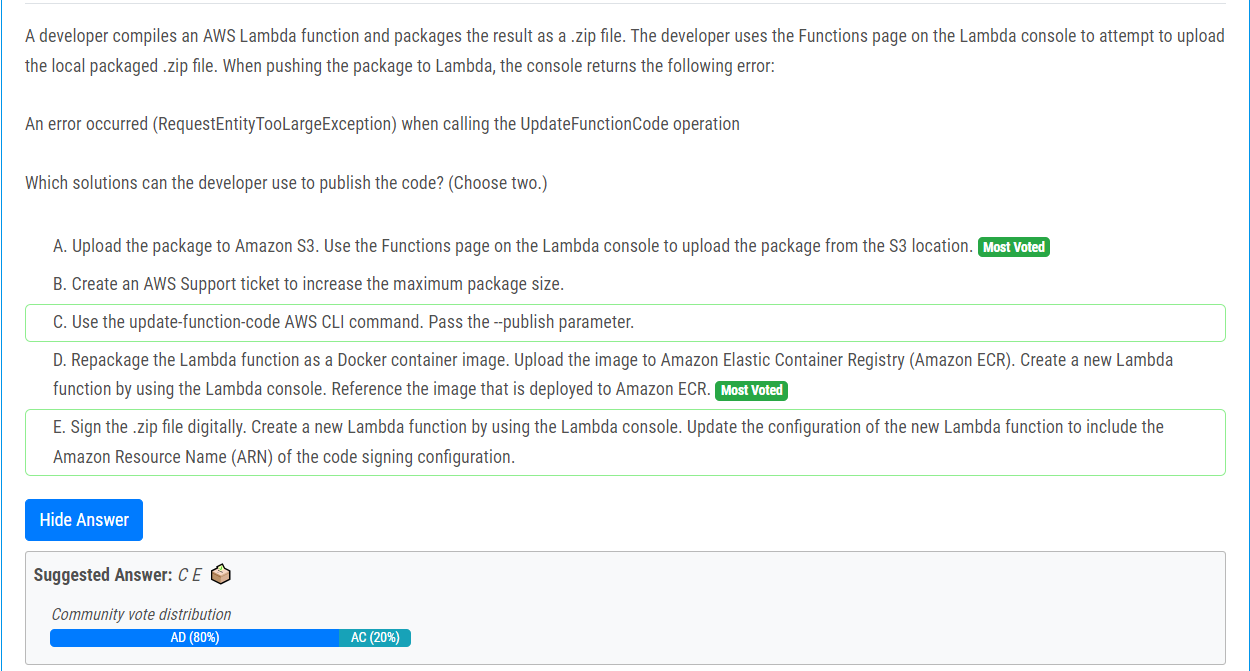 A developer compiles an AWS Lambda function and packages the result as a .zip file. The developer uses the Functions page on the Lambda console to attempt to upload
the local packaged .zip file. When pushing the package to Lambda, the console returns the following error:
An error occurred (RequestEntityTooLargeException) when calling the UpdateFunctionCode operation
Which solutions can the developer use to publish the code? (Choose two.)
A. Upload the package to Amazon S3. Use the Functions page on the Lambda console to upload the package from the S3 location. Most Voted
B. Create an AWS Support ticket to increase the maximum package size.
C. Use the update-function-code AWS CLI command. Pass the --publish parameter.
D. Repackage the Lambda function as a Docker container image. Upload the image to Amazon Elastic Container Registry (Amazon ECR). Create a new Lambda
function by using the Lambda console. Reference the image that is deployed to Amazon ECR. Most Voted
E. Sign the .zip file digitally. Create a new Lambda function by using the Lambda console. Update the configuration of the new Lambda function to include the
Amazon Resource Name (ARN) of the code signing configuration.
Hide Answer
Suggested Answer: C E
Community vote distribution
AD (80%) AC (20%)